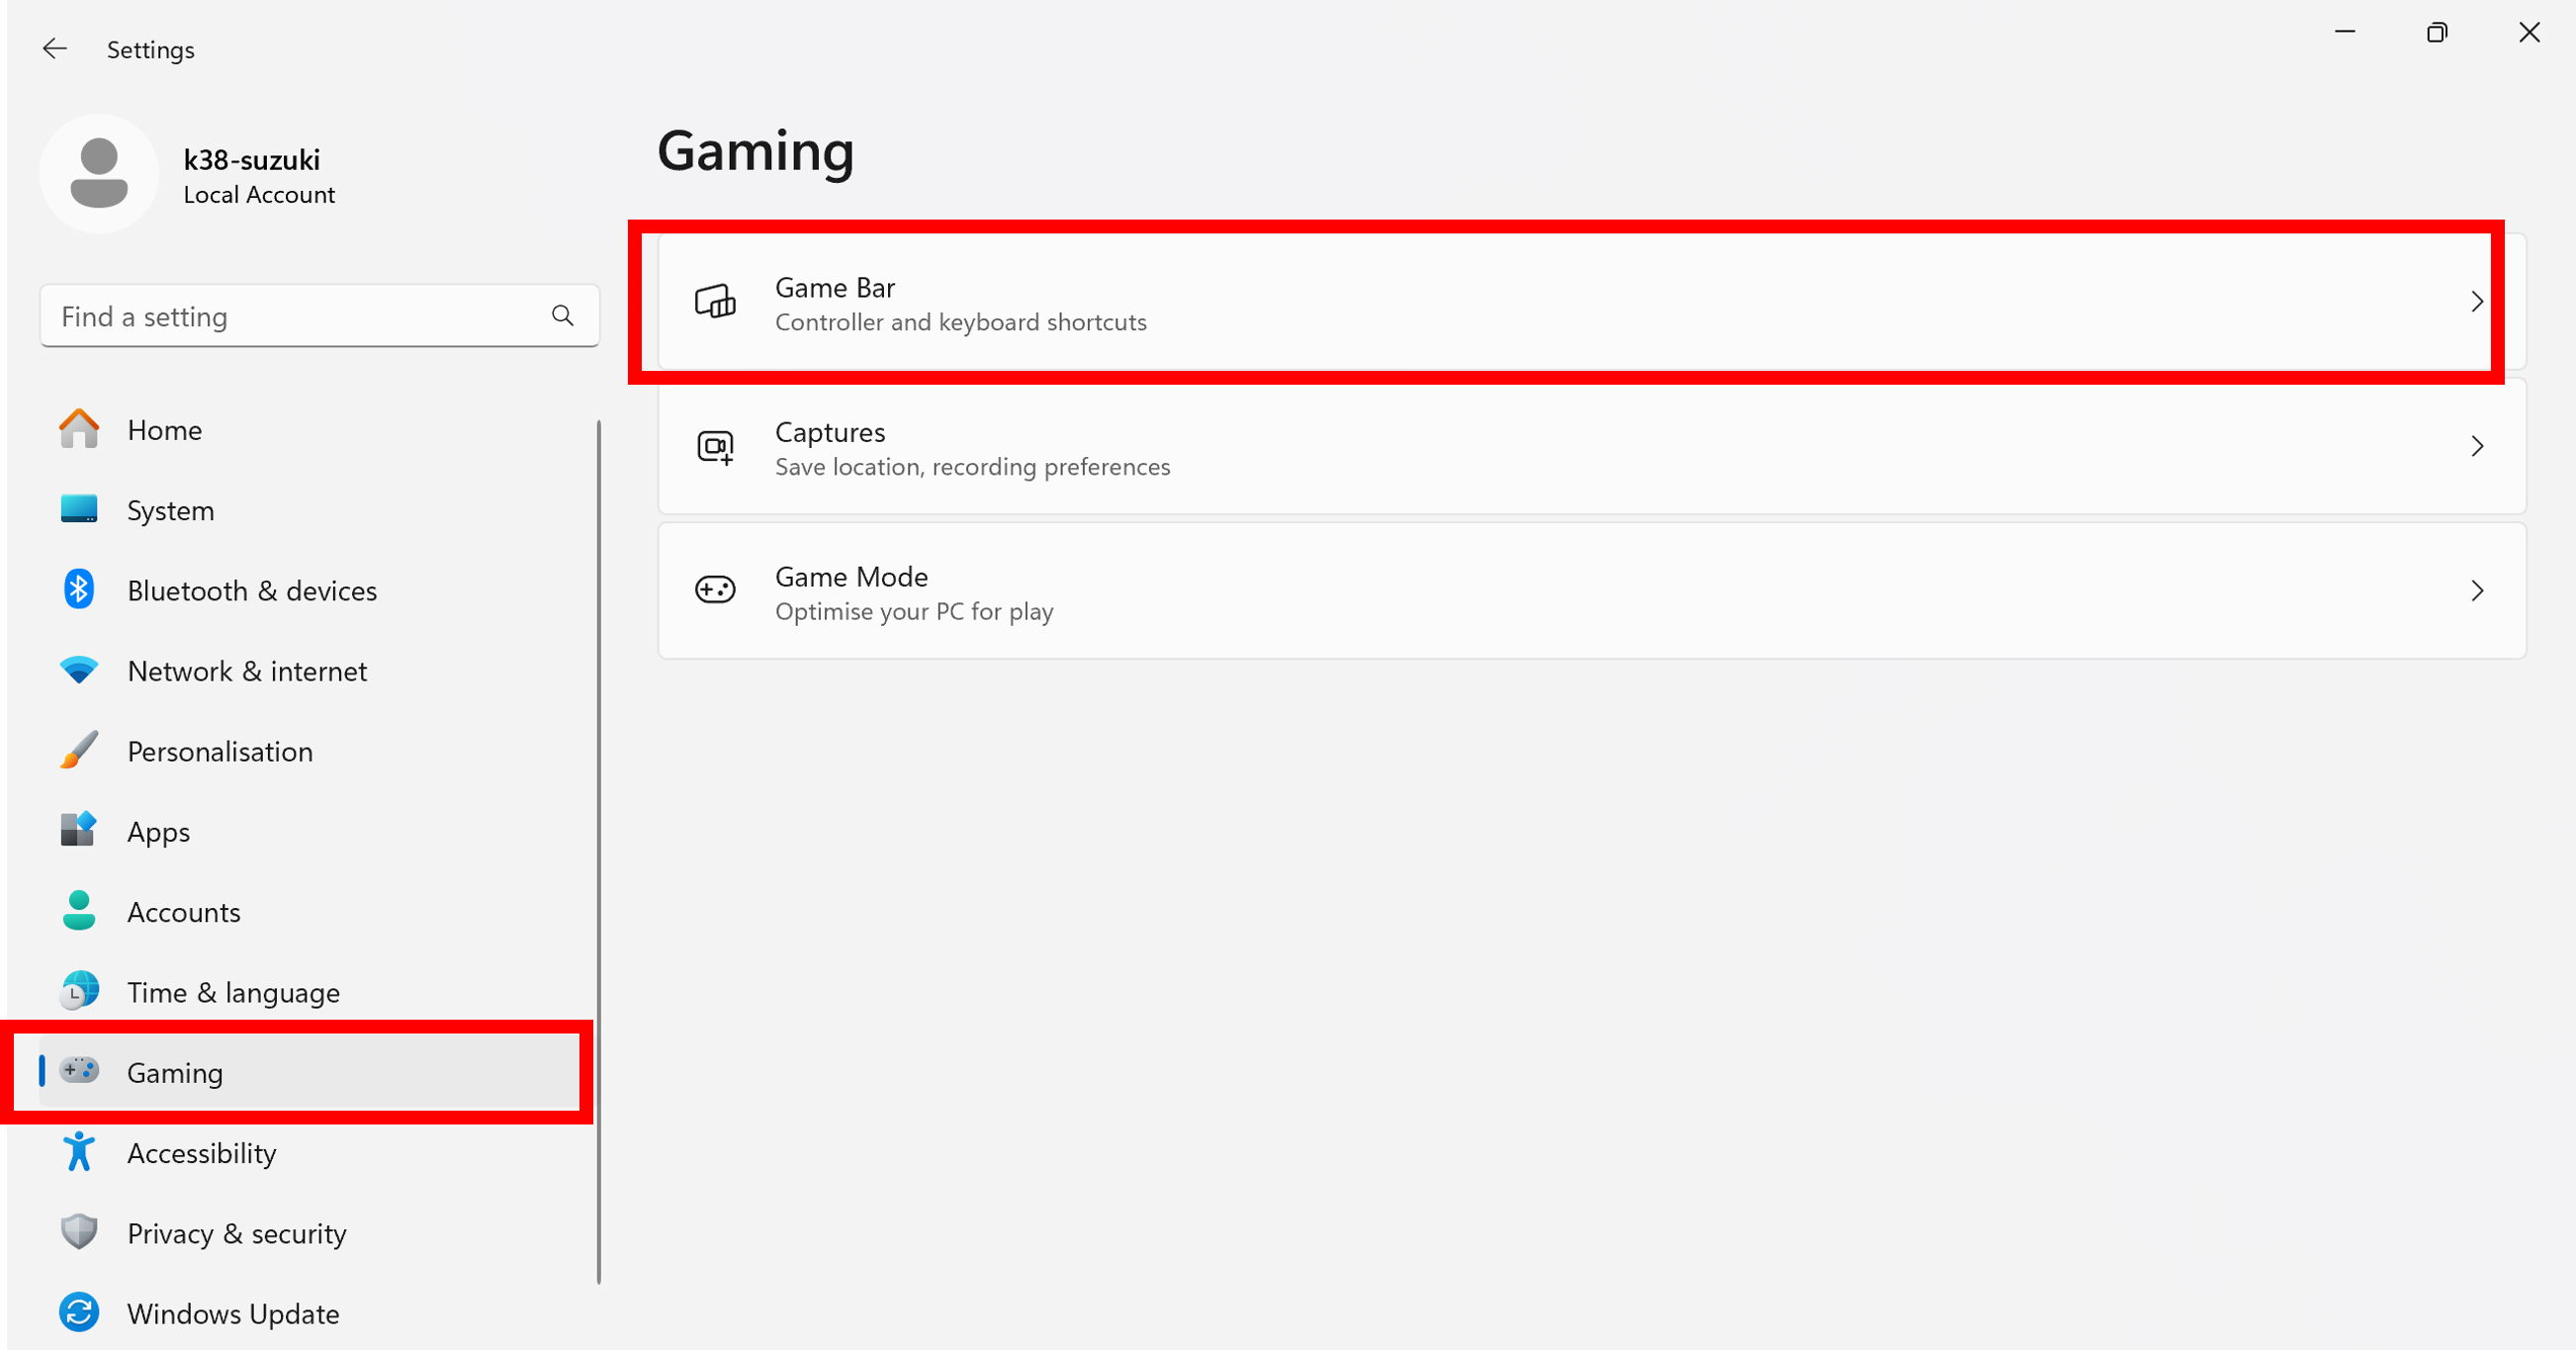 Settings
k38-suzuki
Local Account
Find a setting
Home
System
Bluetooth & devices
Network & internet
Personalisation
Apps
Accounts
Time & language
Gaming
Accessibility
Privacy & security
Windows Update
Gaming
Game Bar
Controller and keyboard shortcuts
Captures
Save location, recording preferences
Game Mode
Optimise your PC for play